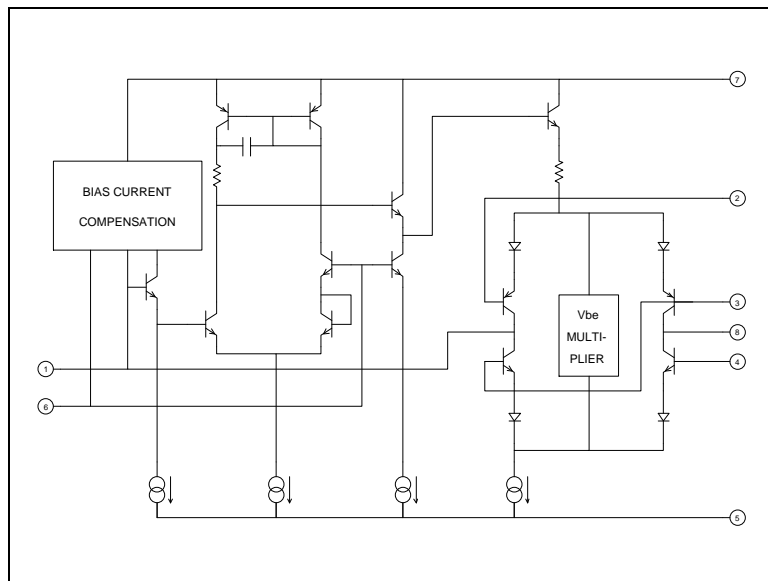 7
BIAS CURRENT
COMPENSATION
2
3
Vbe
MULTI-
PLIER
8
4
1
6
5